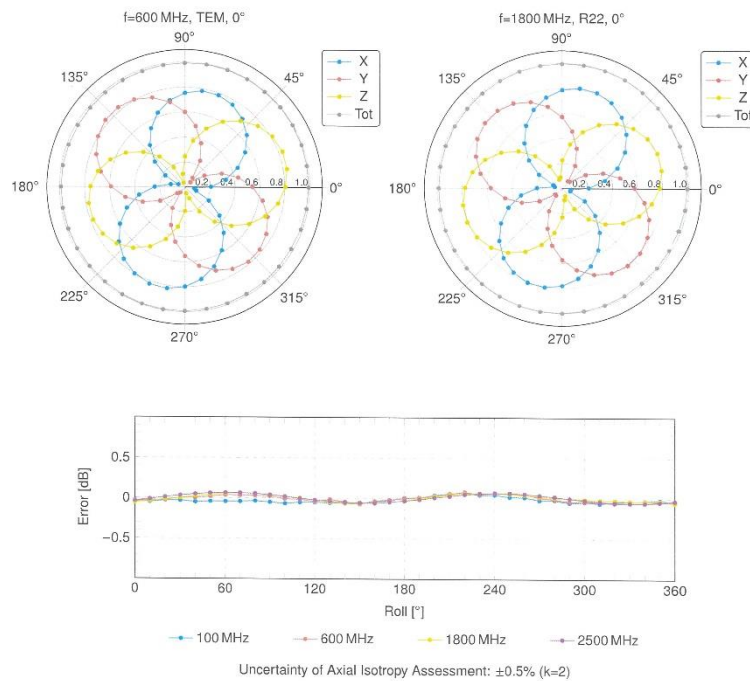 f=600 MHz, TEM, 0°
90°
135°
45°
X
Y
Z
Tot
180°
0.2 0.4 0.6 0.8 1.0
0°
225°
315°
270°
f=1800 MHz, R22, 0°
90°
135°
45°
X
Y
Z
Tot
180°
0.2 0.4 0.6 0.8 1.0
0°
225°
315°
270°
0.5
0
−0.5
Error [dB]
0 60 120 180 240 300 360
Roll [°]
100 MHz 600 MHz 1800 MHz 2500 MHz
Uncertainty of Axial Isotropy Assessment: ±0.5% (k=2)